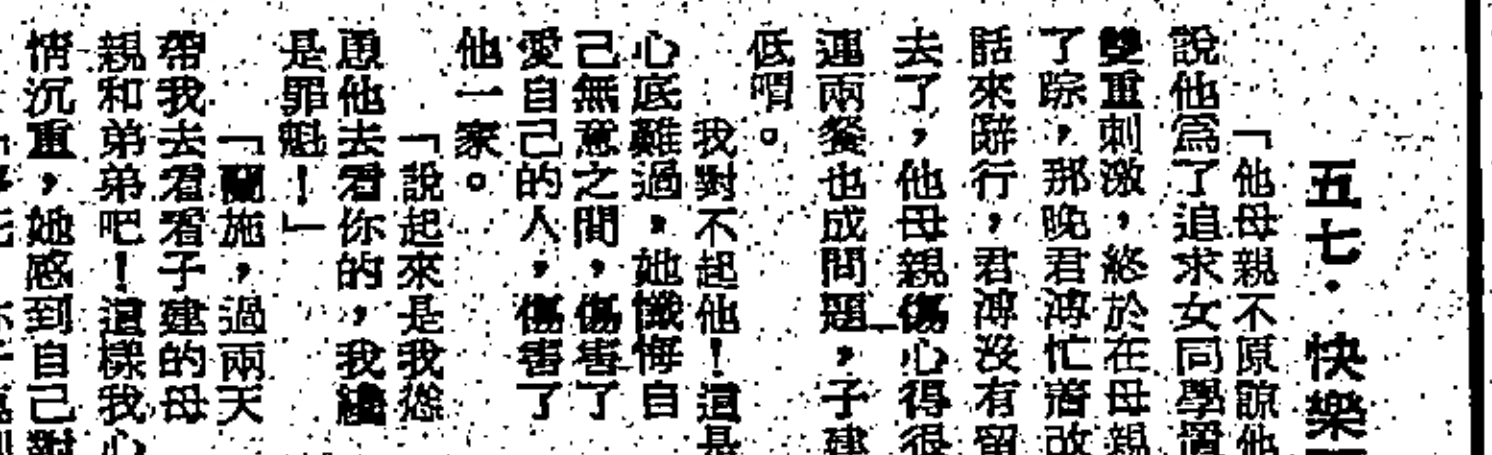 五七·快樂
「他母親不原諒他
說他爲了追求女同學置
雙重刺激，終於在母親
了踪，那晚君溥忙着改
話來辭行，君溥沒有留
去了，他母親傷心得很
連兩餐也成問題，子建
低喟。
我對不起他！這是
心底難過，她懺悔自
己無意之間，傷害了
愛自己的人，傷害了
他一家。
「說起來是我慫
恿他去看你的，我纔
是罪魁！」
「蘭施，過兩天
帶我去看看子建的母
親和弟弟吧！這樣我心
情沉重，她感到自己對